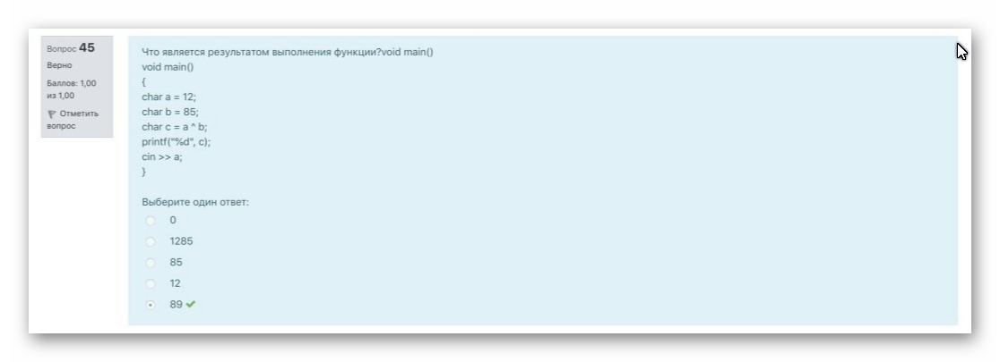 Вопрос 45
Верно
Баллов: 1,00
из 1,00
Отметить
вопрос
Что является результатом выполнения функции?void main()
void main()
{
char a = 12;
char b = 85;
char c = a ^ b;
printf("%d", c);
cin >> a;
}
Выберите один ответ:
0
1285
85
12
89